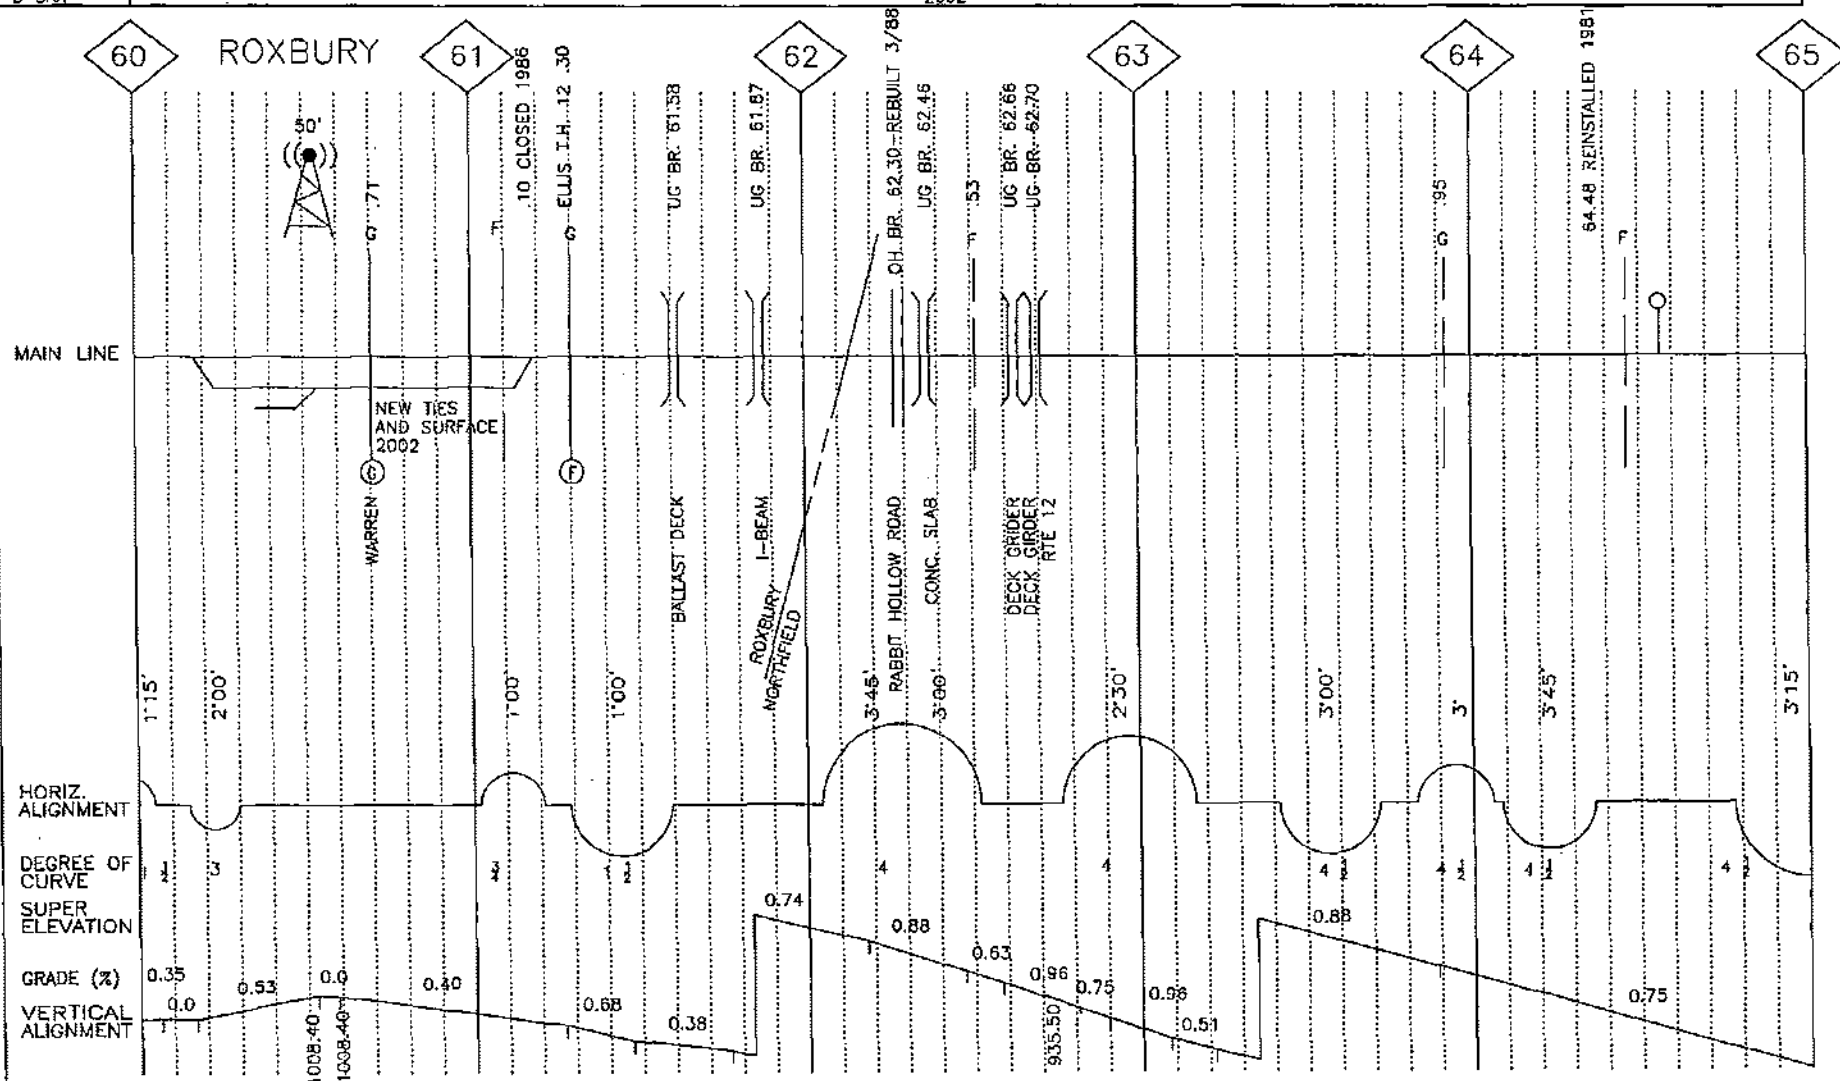 2002
60
ROXBURY
61
62
63
64
65
50'
G .71
F
.10 CLOSED 1986
ELLIS T.H. 12 .30
G
UG BR. 61.58
UG BR. 61.87
OH BR. 62.30-REBUILT 3/88
UG BR. 62.46
F .53
UG BR. 62.66
UG BR. 62.70
G .95
64.48 REINSTALLED 1981
F
MAIN LINE
NEW TIES
AND SURFACE
2002
G
F
WARREN
BALLAST DECK
I-BEAM
ROXBURY
NORTHFIELD
RABBIT HOLLOW ROAD
CONC. SLAB
DECK GRIDER
DECK GIRDER
RTE 12
1°15'
2°00'
1°00'
1°00'
3°45'
3°00'
2°30'
3°00'
3°
3°45'
3°15'
HORIZ.
ALIGNMENT
DEGREE OF
CURVE
1/2
3
3/4
1 1/2
4
4
4 1/2
4 1/2
4 1/2
4 1/2
SUPER
ELEVATION
GRADE (%)
0.35
0.0
0.53
0.0
0.40
0.68
0.38
0.74
0.88
0.63
0.96
0.75
0.96
0.51
0.88
0.75
VERTICAL
ALIGNMENT
1008.40
1008.40
935.50